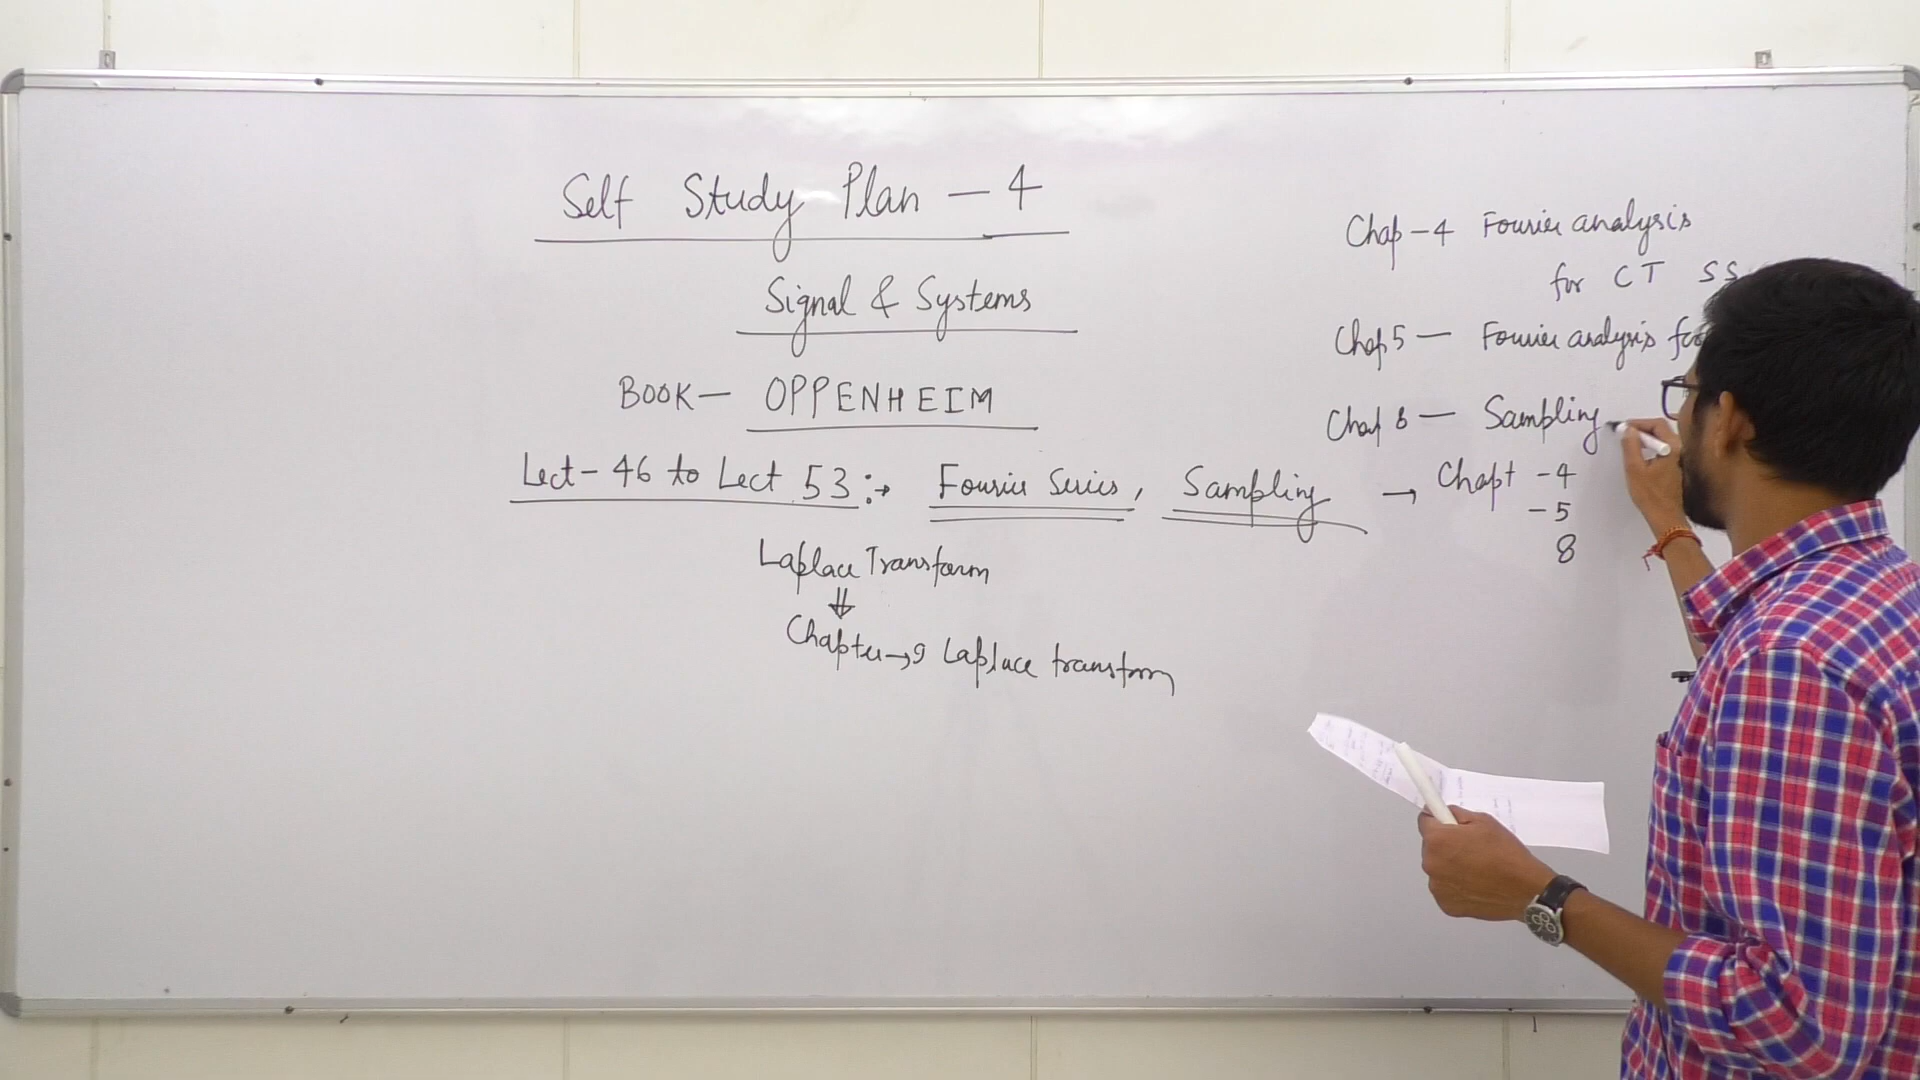 Self Study Plan - 4
Signal & Systems
BOOK - OPPENHEIM
Lect - 46 to Lect 53 :→ Fourier Series, Sampling → Chapt - 4
- 5
8
Laplace Transform
⇓
Chapter → 9 Laplace transform
Chap - 4 Fourier analysis
for CT SS
Chap 5 - Fourier analysis for
Chap 8 - Sampling